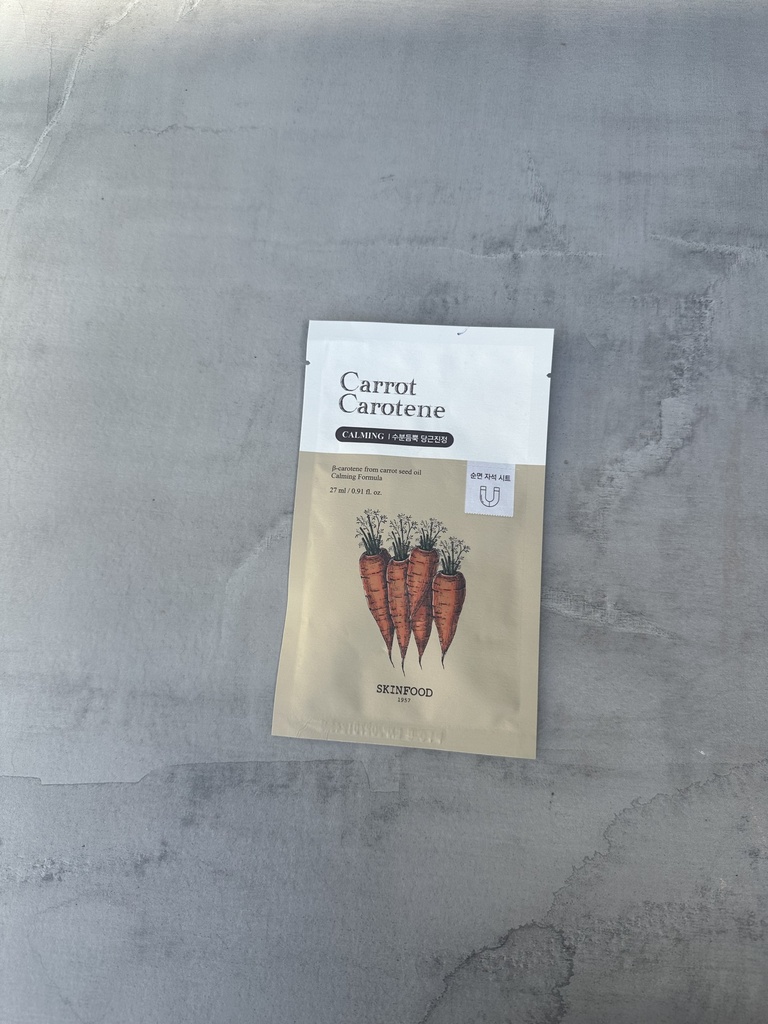 Carrot
Carotene
CALMING | 수분듬뿍 당근진정
β-carotene from carrot seed oil
Calming Formula
27 ml / 0.91 fl. oz.
순면 자석 시트
SKINFOOD
1957